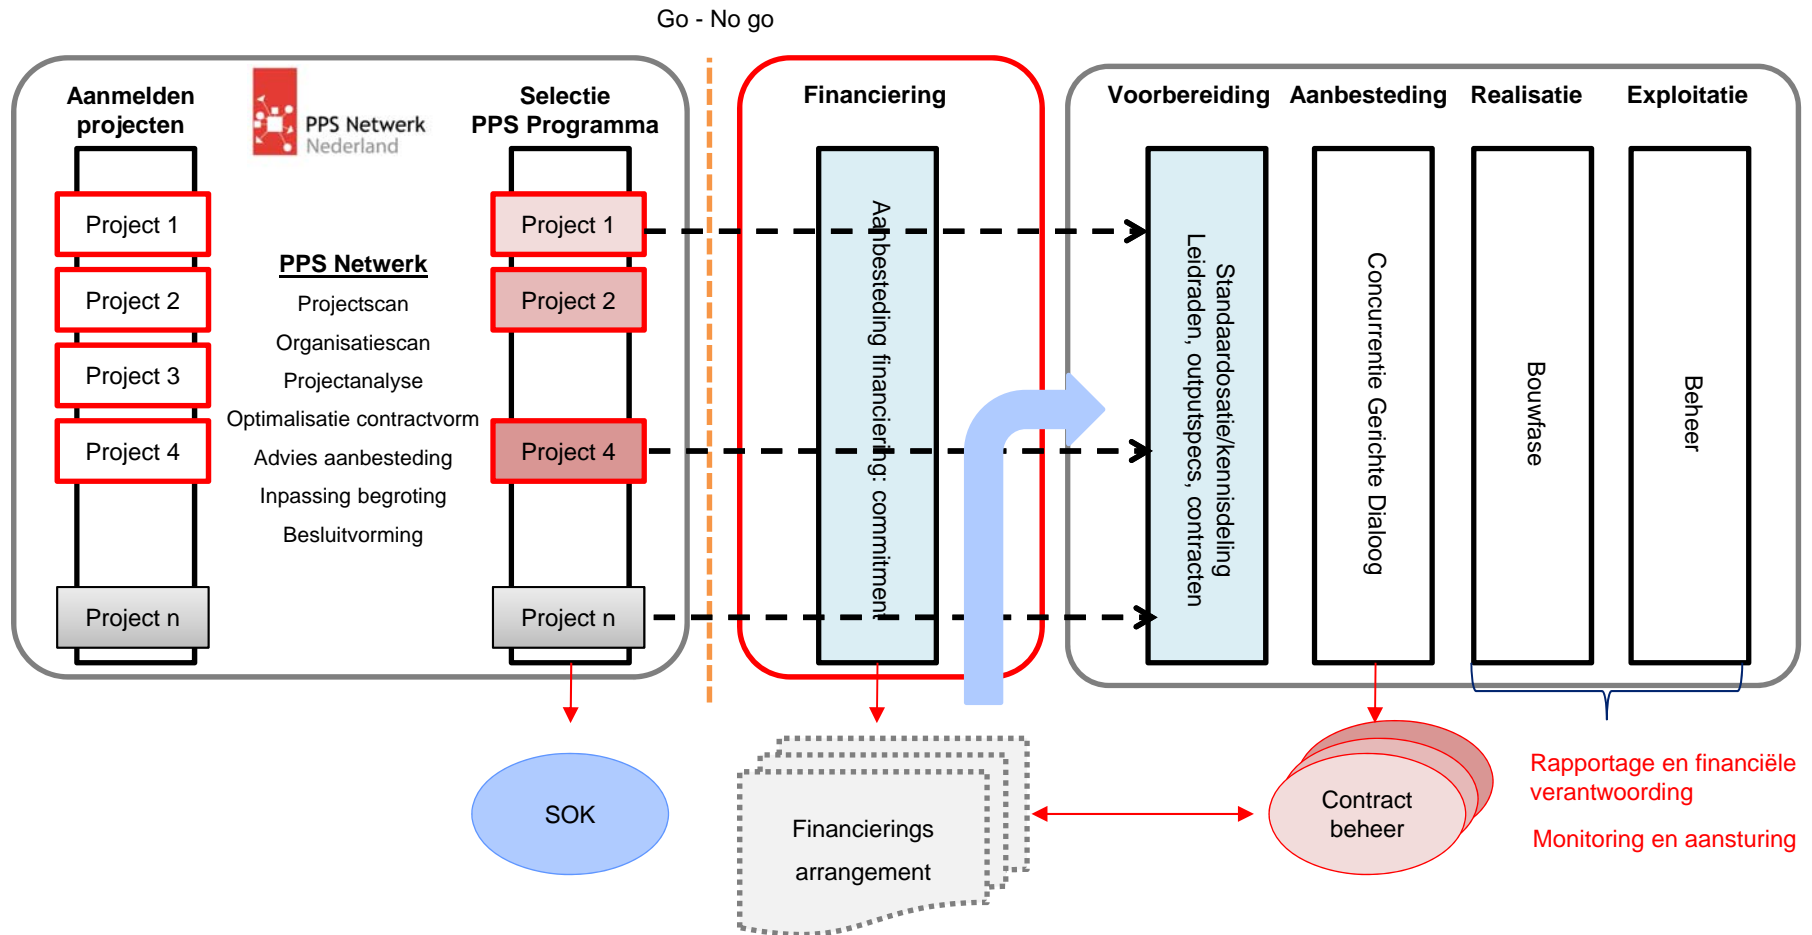 Go - No go
Aanmelden
projecten
PPS Netwerk
Nederland
Selectie
PPS Programma
Project 1
Project 2
Project 3
Project 4
Project n
PPS Netwerk
Projectscan
Organisatiescan
Projectanalyse
Optimalisatie contractvorm
Advies aanbesteding
Inpassing begroting
Besluitvorming
Project 1
Project 2
Project 4
Project n
Financiering
Aanbesteding financiering: commitment
Voorbereiding
Aanbesteding
Realisatie
Exploitatie
Standaardosatie/kennisdeling
Leidraden, outputspecs, contracten
Concurrentie Gerichte Dialoog
Bouwfase
Beheer
SOK
Financierings
arrangement
Contract
beheer
Rapportage en financiële
verantwoording
Monitoring en aansturing